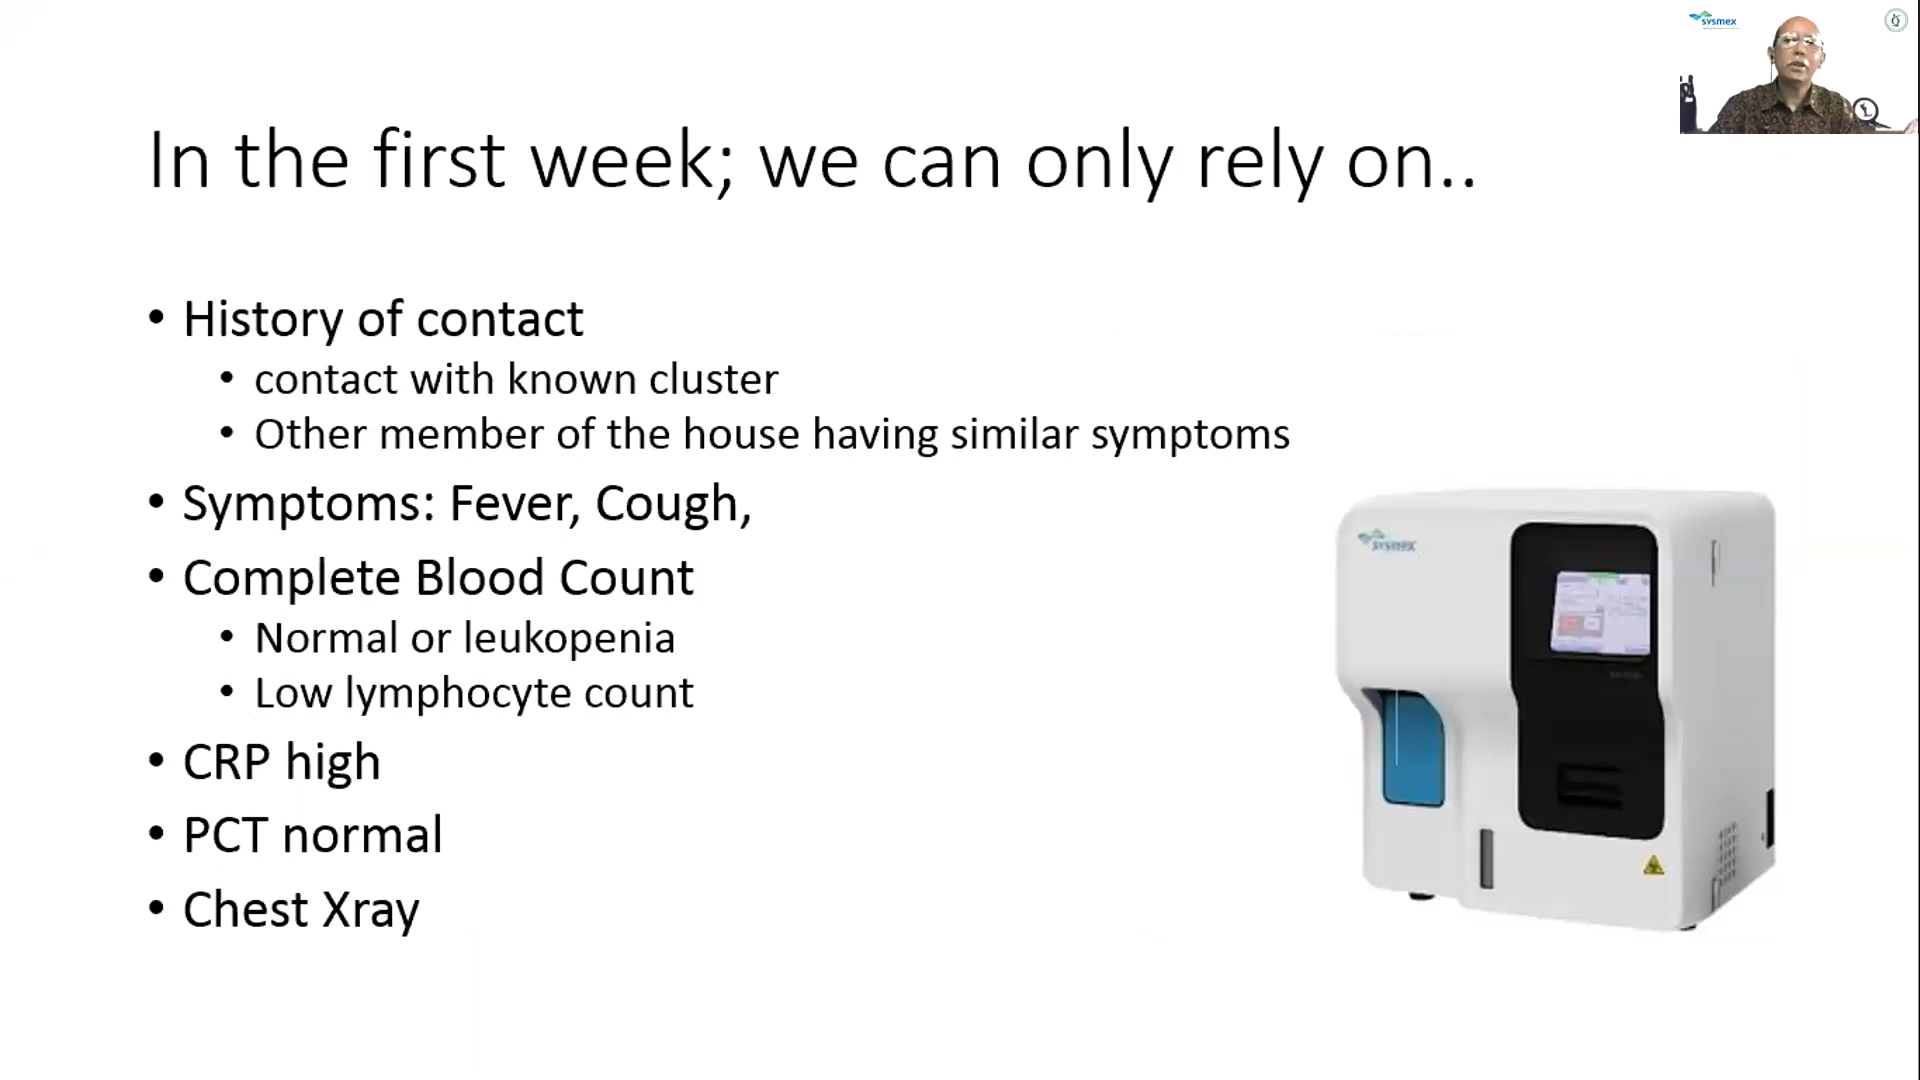 sysmex
In the first week; we can only rely on..
• History of contact
• contact with known cluster
• Other member of the house having similar symptoms
• Symptoms: Fever, Cough,
• Complete Blood Count
• Normal or leukopenia
• Low lymphocyte count
• CRP high
• PCT normal
• Chest Xray
sysmex